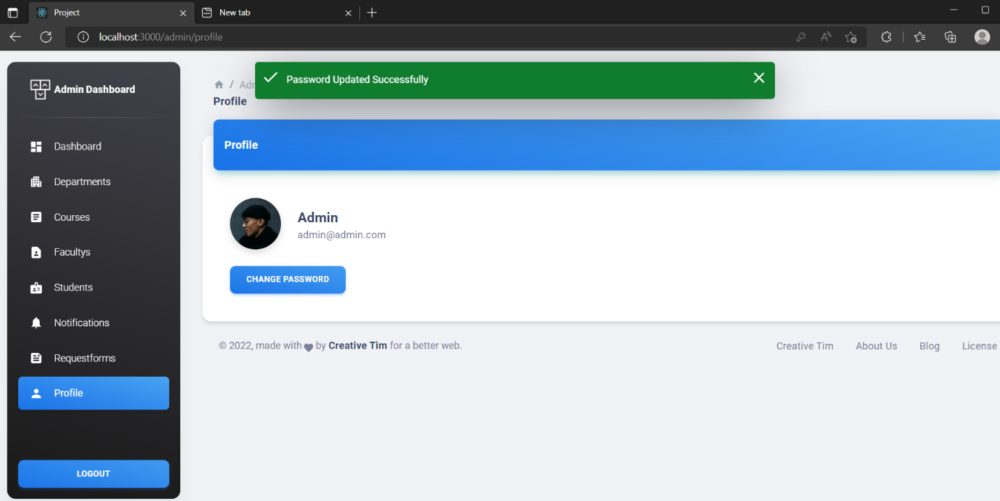 Project
New tab
localhost:3000/admin/profile
Admin Dashboard
Dashboard
Departments
Courses
Facultys
Students
Notifications
Requestforms
Profile
LOGOUT
Password Updated Successfully
/
Profile
Profile
Admin
admin@admin.com
CHANGE PASSWORD
© 2022, made with by Creative Tim for a better web.
Creative Tim About Us Blog License